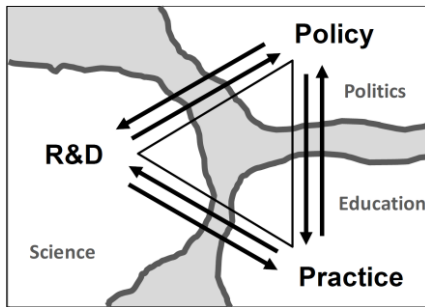 Policy
Politics
R&D
Education
Science
Practice